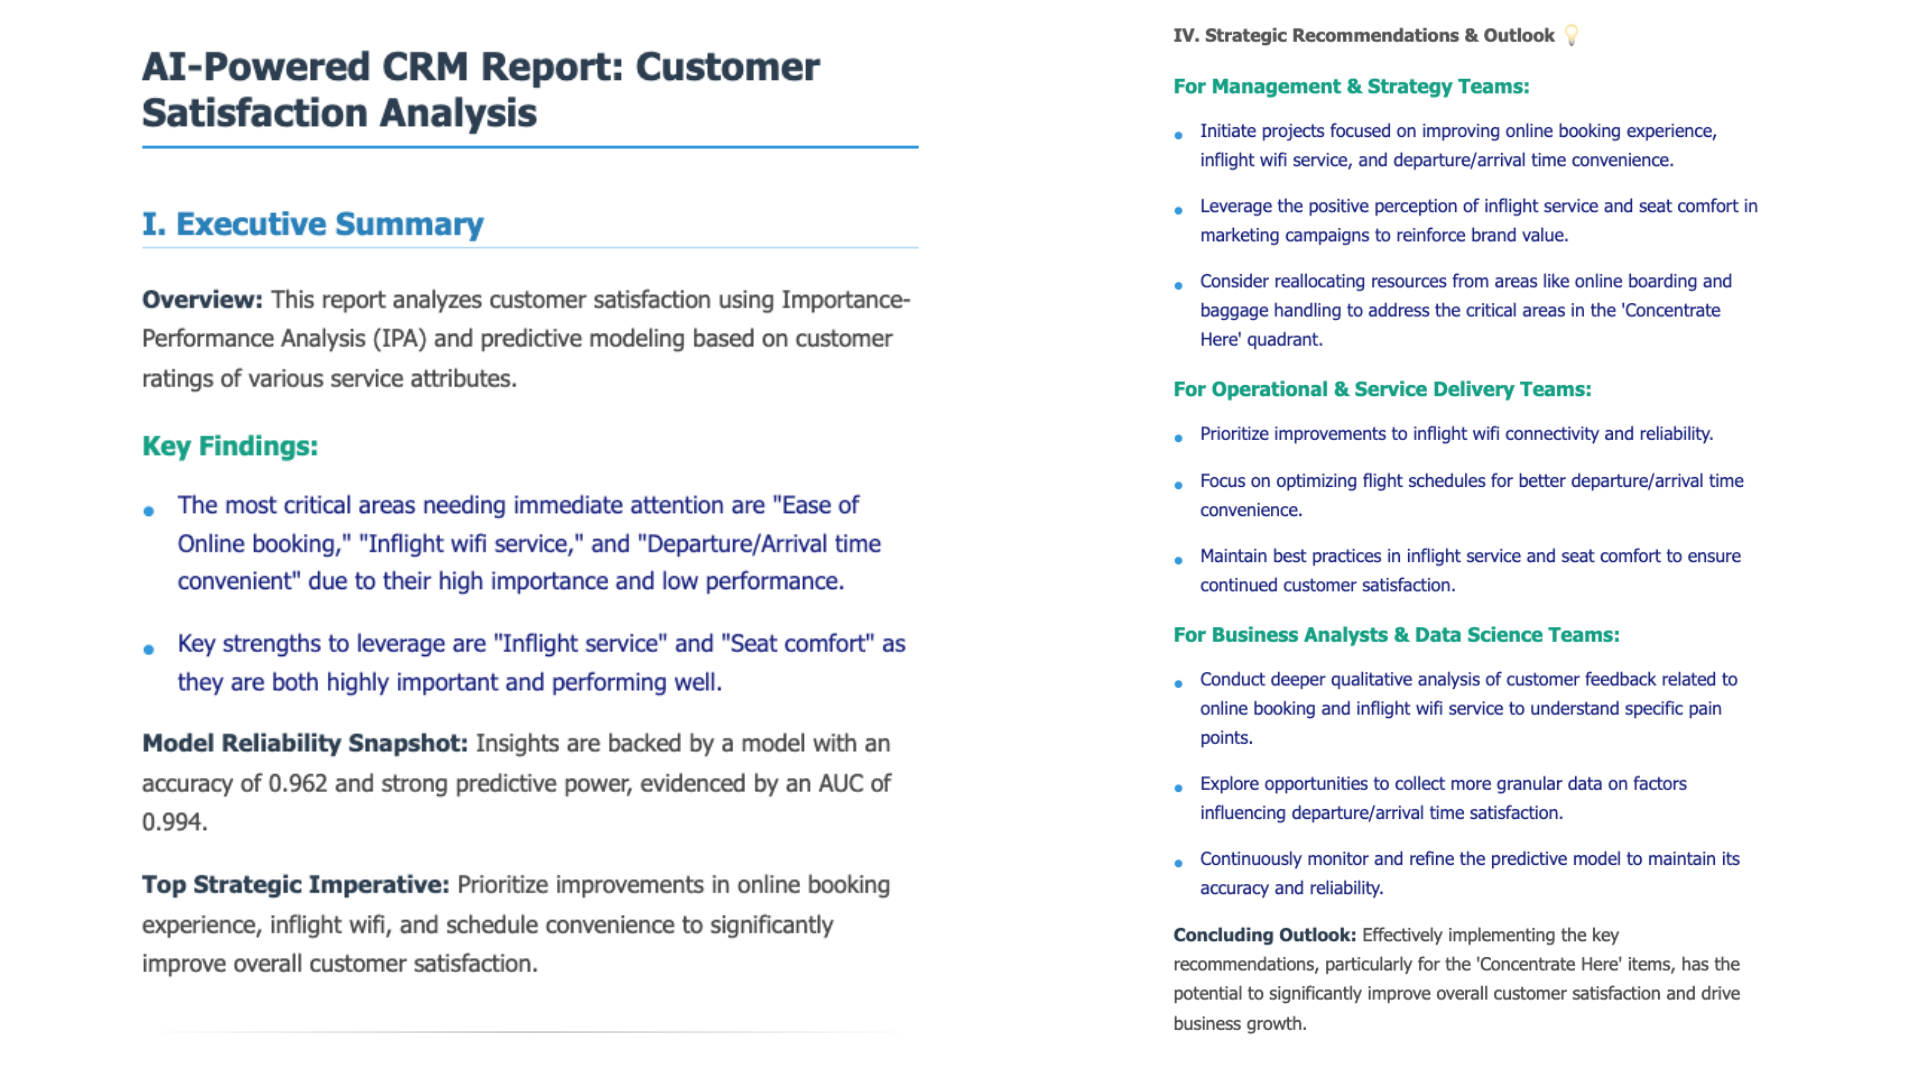 AI-Powered CRM Report: Customer
Satisfaction Analysis
I. Executive Summary
Overview: This report analyzes customer satisfaction using Importance-
Performance Analysis (IPA) and predictive modeling based on customer
ratings of various service attributes.
Key Findings:
The most critical areas needing immediate attention are "Ease of
Online booking," "Inflight wifi service," and "Departure/Arrival time
convenient" due to their high importance and low performance.
Key strengths to leverage are "Inflight service" and "Seat comfort" as
they are both highly important and performing well.
Model Reliability Snapshot: Insights are backed by a model with an
accuracy of 0.962 and strong predictive power, evidenced by an AUC of
0.994.
Top Strategic Imperative: Prioritize improvements in online booking
experience, inflight wifi, and schedule convenience to significantly
improve overall customer satisfaction.
IV. Strategic Recommendations & Outlook 💡
For Management & Strategy Teams:
Initiate projects focused on improving online booking experience,
inflight wifi service, and departure/arrival time convenience.
Leverage the positive perception of inflight service and seat comfort in
marketing campaigns to reinforce brand value.
Consider reallocating resources from areas like online boarding and
baggage handling to address the critical areas in the 'Concentrate
Here' quadrant.
For Operational & Service Delivery Teams:
Prioritize improvements to inflight wifi connectivity and reliability.
Focus on optimizing flight schedules for better departure/arrival time
convenience.
Maintain best practices in inflight service and seat comfort to ensure
continued customer satisfaction.
For Business Analysts & Data Science Teams:
Conduct deeper qualitative analysis of customer feedback related to
online booking and inflight wifi service to understand specific pain
points.
Explore opportunities to collect more granular data on factors
influencing departure/arrival time satisfaction.
Continuously monitor and refine the predictive model to maintain its
accuracy and reliability.
Concluding Outlook: Effectively implementing the key
recommendations, particularly for the 'Concentrate Here' items, has the
potential to significantly improve overall customer satisfaction and drive
business growth.